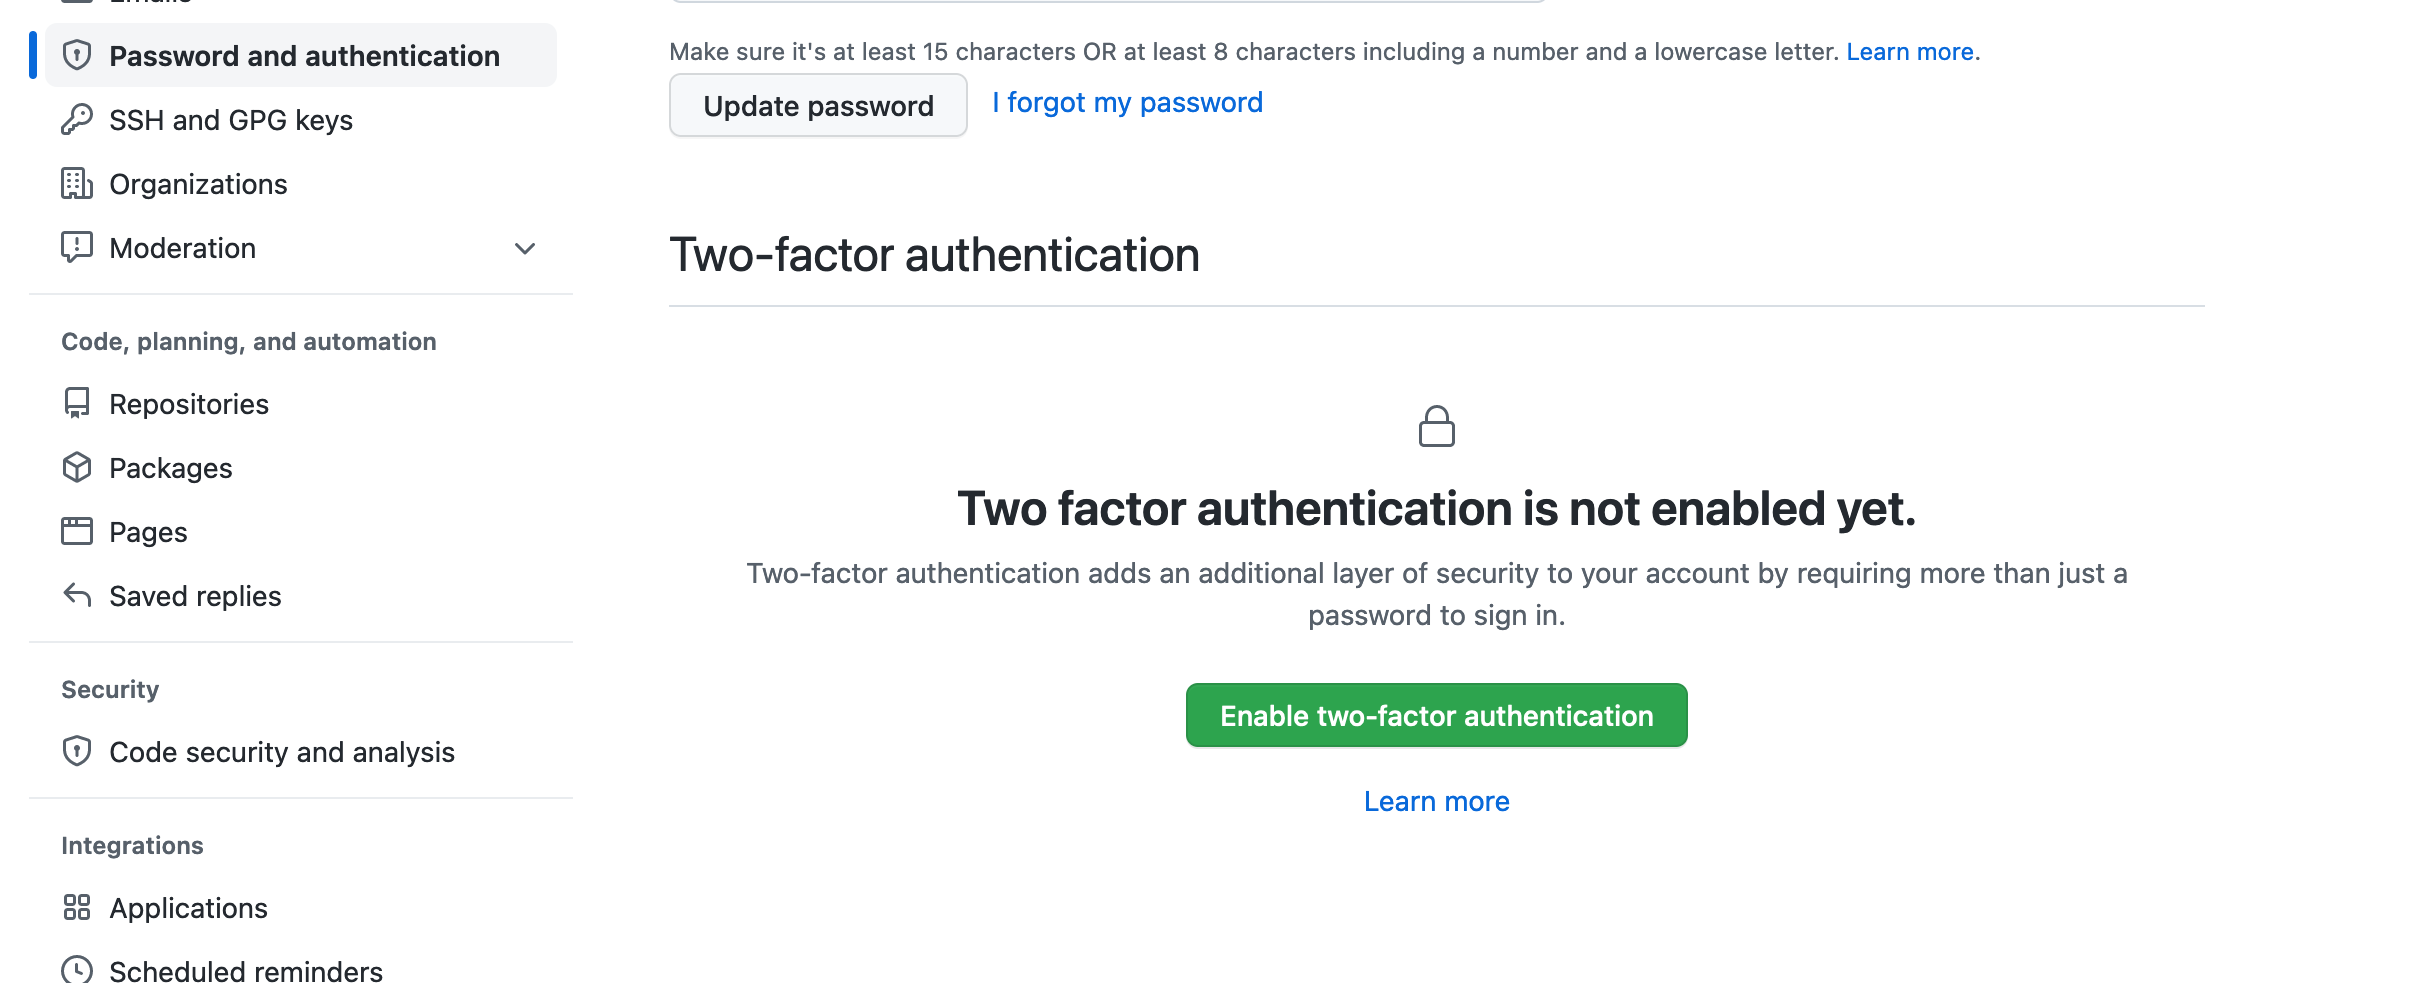 Emails
Password and authentication
SSH and GPG keys
Organizations
Moderation
Code, planning, and automation
Repositories
Packages
Pages
Saved replies
Security
Code security and analysis
Integrations
Applications
Scheduled reminders
Make sure it's at least 15 characters OR at least 8 characters including a number and a lowercase letter. Learn more.
Update password
I forgot my password
Two-factor authentication
Two factor authentication is not enabled yet.
Two-factor authentication adds an additional layer of security to your account by requiring more than just a
password to sign in.
Enable two-factor authentication
Learn more